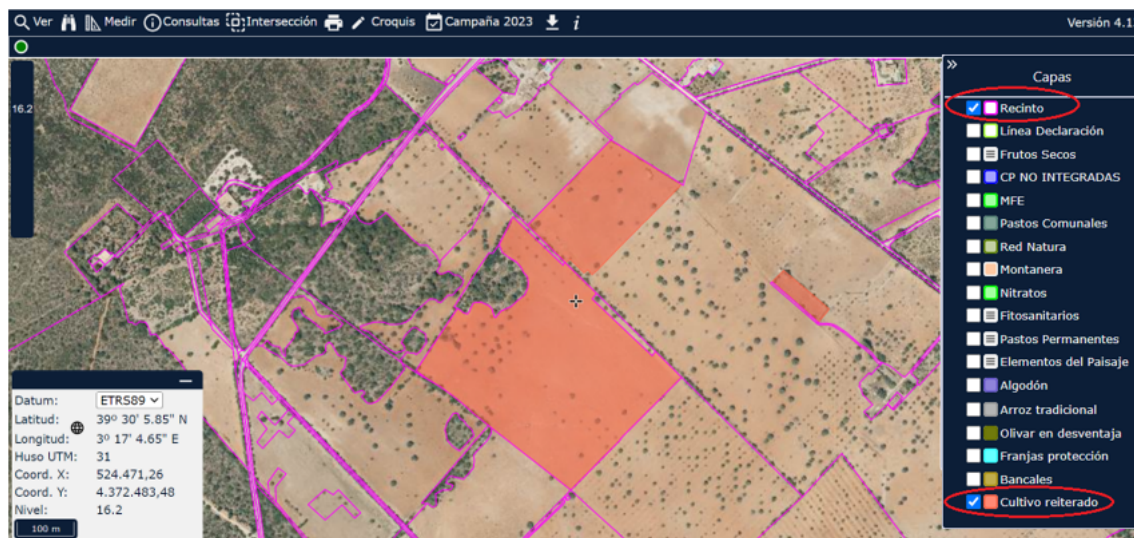 Ver Medir Consultas Intersección Croquis Campaña 2023 i Versión 4.1
16.2
Capas
Recinto
Línea Declaración
Frutos Secos
CP NO INTEGRADAS
MFE
Pastos Comunales
Red Natura
Montanera
Nitratos
Fitosanitarios
Pastos Permanentes
Elementos del Paisaje
Algodón
Arroz tradicional
Olivar en desventaja
Franjas protección
Bancales
Cultivo reiterado
Datum: ETRS89
Latitud: 39º 30' 5.85" N
Longitud: 3º 17' 4.65" E
Huso UTM: 31
Coord. X: 524.471,26
Coord. Y: 4.372.483,48
Nivel: 16.2
100 m